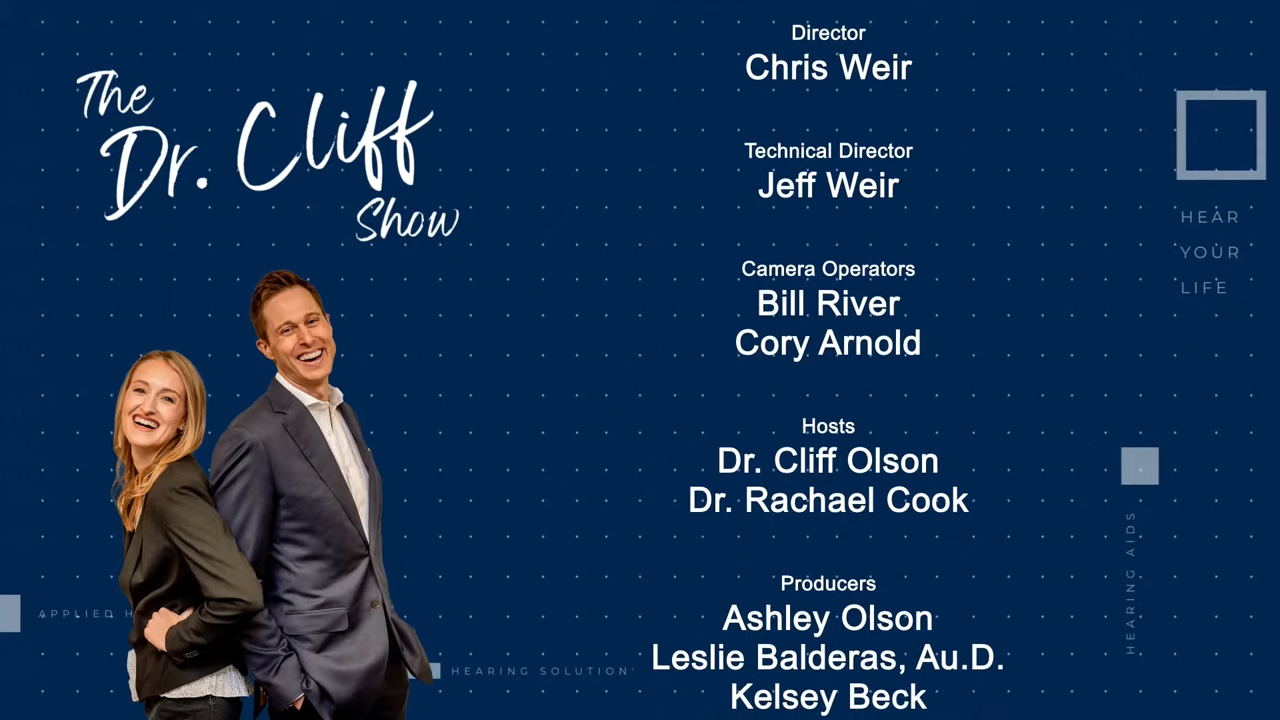 The
Dr. Cliff
Show
Director
Chris Weir
Technical Director
Jeff Weir
Camera Operators
Bill River
Cory Arnold
Hosts
Dr. Cliff Olson
Dr. Rachael Cook
Producers
Ashley Olson
Leslie Balderas, Au.D.
Kelsey Beck
HEAR
YOUR
LIFE
HEARING AIDS
APPLIED H
HEARING SOLUTION